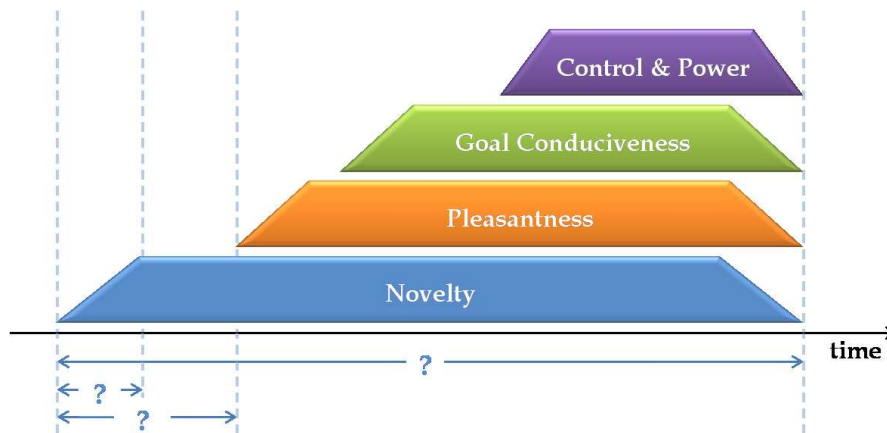 Control & Power
Goal Conduciveness
Pleasantness
Novelty
time
?
?
?